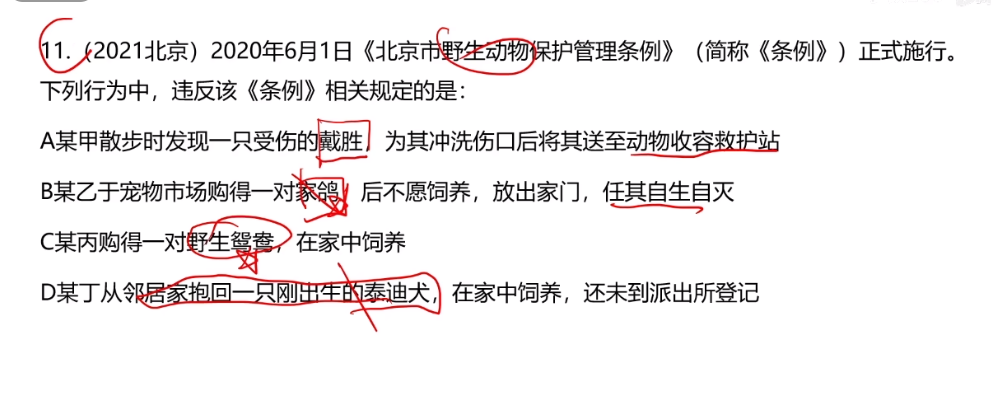 11.（2021北京）2020年6月1日《北京市野生动物保护管理条例》（简称《条例》）正式施行。
下列行为中，违反该《条例》相关规定的是：
A某甲散步时发现一只受伤的戴胜，为其冲洗伤口后将其送至动物收容救护站
B某乙于宠物市场购得一对家鸽，后不愿饲养，放出家门，任其自生自灭
C某丙购得一对野生鸳鸯，在家中饲养
D某丁从邻居家抱回一只刚出生的泰迪犬，在家中饲养，还未到派出所登记